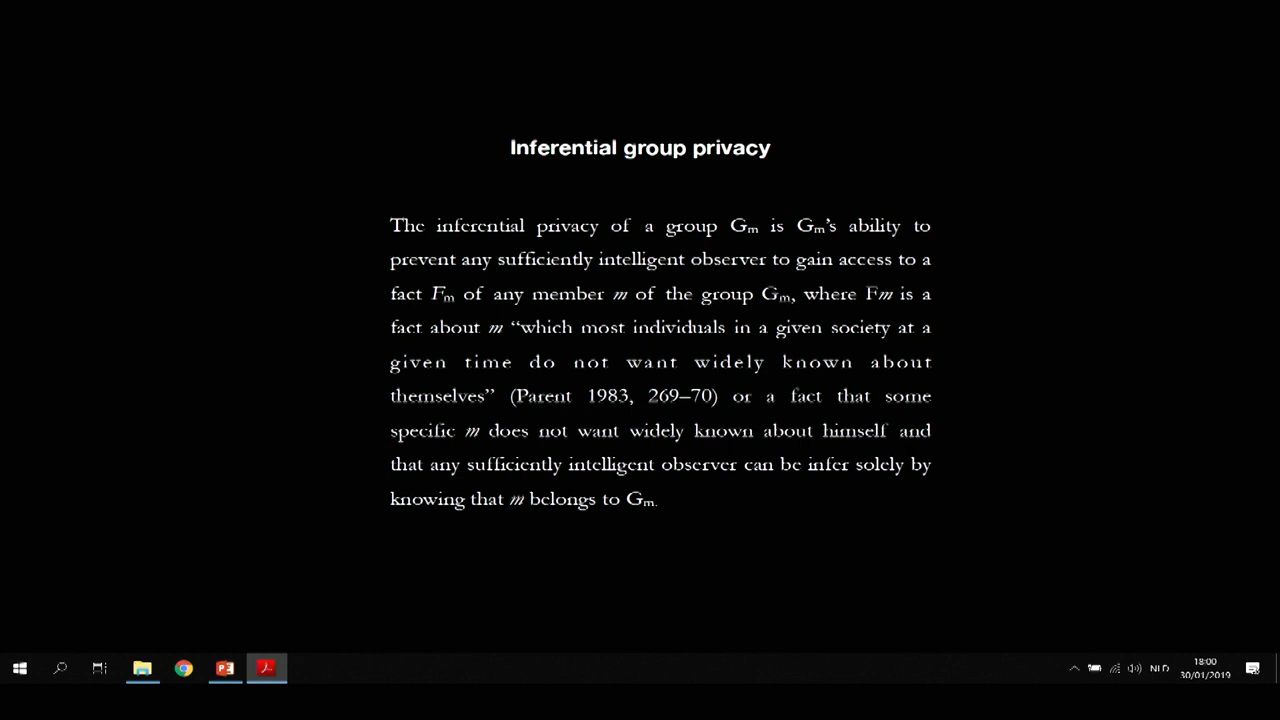 Inferential group privacy
The inferential privacy of a group Gm is Gm’s ability to
prevent any sufficiently intelligent observer to gain access to a
fact Fm of any member m of the group Gm, where Fm is a
fact about m “which most individuals in a given society at a
given time do not want widely known about
themselves” (Parent 1983, 269–70) or a fact that some
specific m does not want widely known about himself and
that any sufficiently intelligent observer can be infer solely by
knowing that m belongs to Gm.
NLD
18:00
30/01/2019